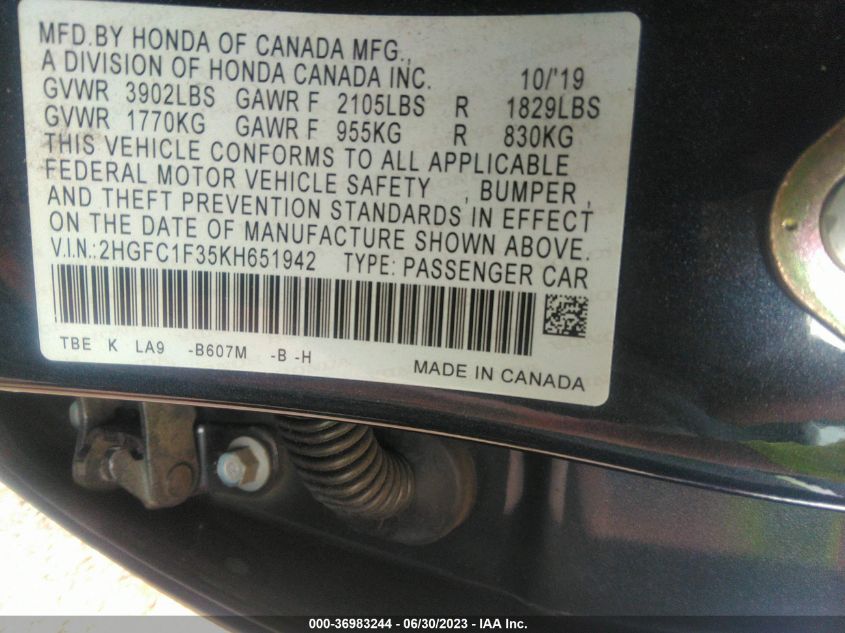 MFD.BY HONDA OF CANADA MFG.,
A DIVISION OF HONDA CANADA INC. 10/'19
GVWR 3902LBS GAWR F 2105LBS R 1829LBS
GVWR 1770KG GAWR F 955KG R 830KG
THIS VEHICLE CONFORMS TO ALL APPLICABLE
FEDERAL MOTOR VEHICLE SAFETY , BUMPER ,
AND THEFT PREVENTION STANDARDS IN EFFECT
ON THE DATE OF MANUFACTURE SHOWN ABOVE.
V.I.N.:2HGFC1F35KH651942 TYPE: PASSENGER CAR
TBE K LA9 -B607M -B -H
MADE IN CANADA
000-36983244 — 06/30/2023 — IAA Inc.